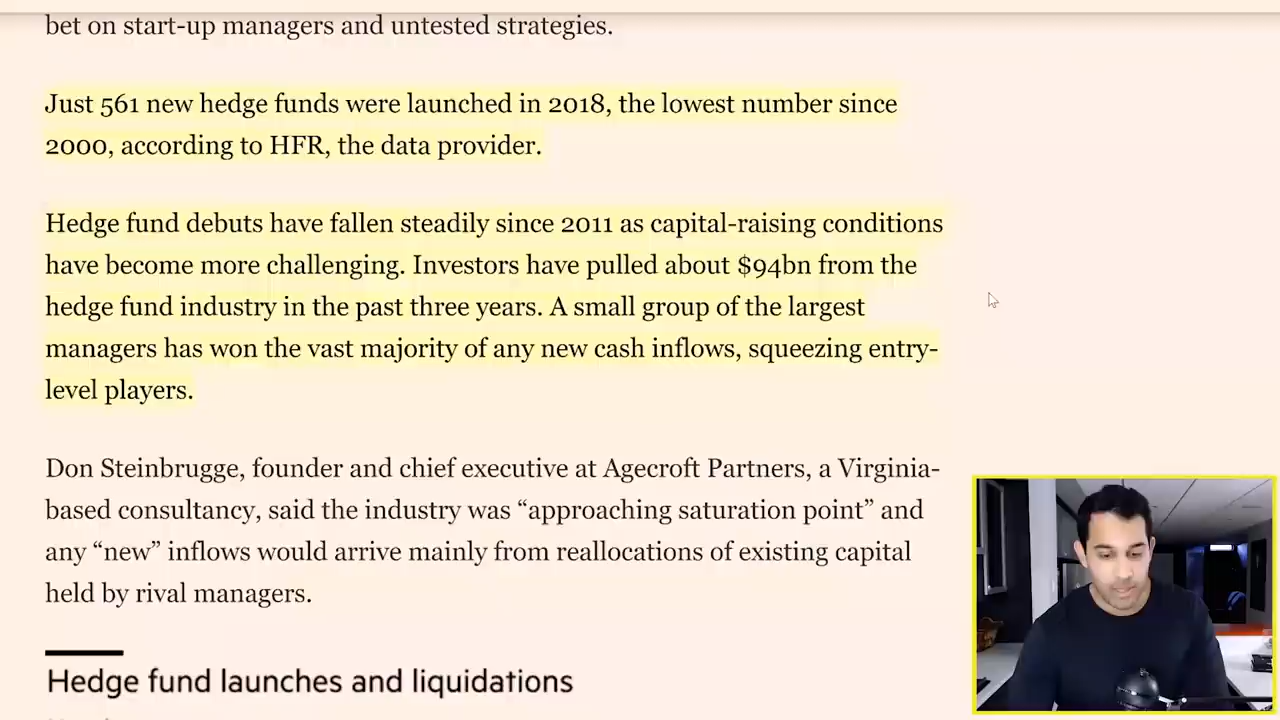 bet on start-up managers and untested strategies.
Just 561 new hedge funds were launched in 2018, the lowest number since
2000, according to HFR, the data provider.
Hedge fund debuts have fallen steadily since 2011 as capital-raising conditions
have become more challenging. Investors have pulled about $94bn from the
hedge fund industry in the past three years. A small group of the largest
managers has won the vast majority of any new cash inflows, squeezing entry-
level players.
Don Steinbrugge, founder and chief executive at Agecroft Partners, a Virginia-
based consultancy, said the industry was “approaching saturation point” and
any “new” inflows would arrive mainly from reallocations of existing capital
held by rival managers.
Hedge fund launches and liquidations